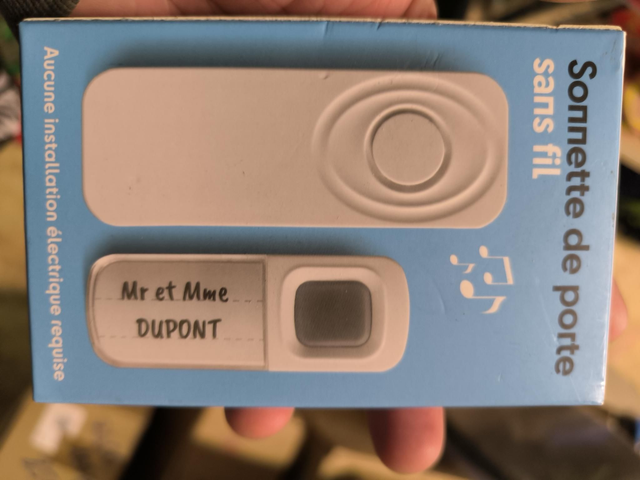 Sonnette de porte
sans fil
Mr et Mme
DUPONT
Aucune installation électrique requise